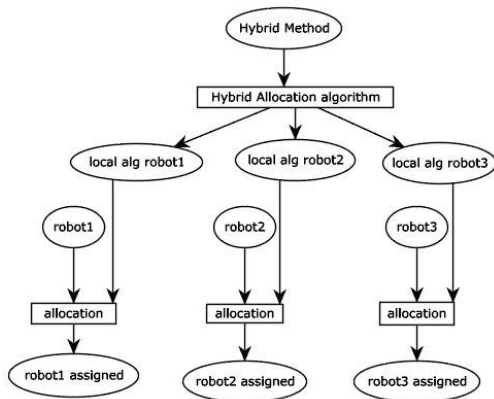 Hybrid Method
Hybrid Allocation algorithm
local alg robot1
local alg robot2
local alg robot3
robot1
robot2
robot3
allocation
allocation
allocation
robot1 assigned
robot2 assigned
robot3 assigned